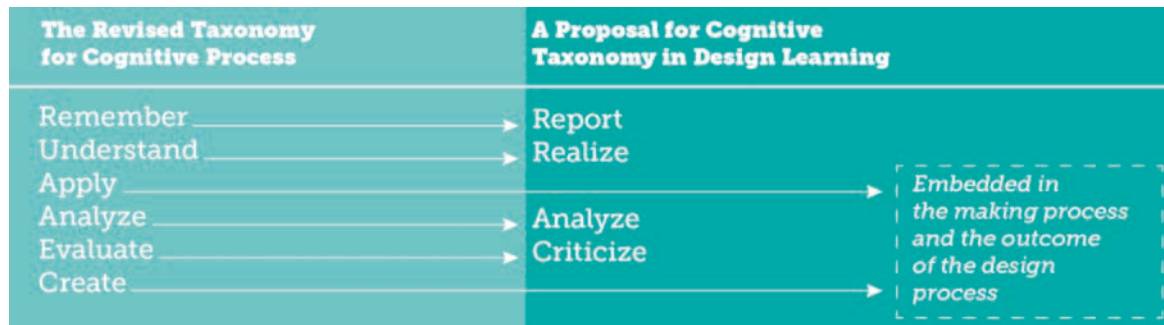 The Revised Taxonomy
for Cognitive Process
A Proposal for Cognitive
Taxonomy in Design Learning
Remember
Report
Understand
Realize
Apply
Analyze
Analyze
Evaluate
Criticize
Create
Embedded in
the making process
and the outcome
of the design
process